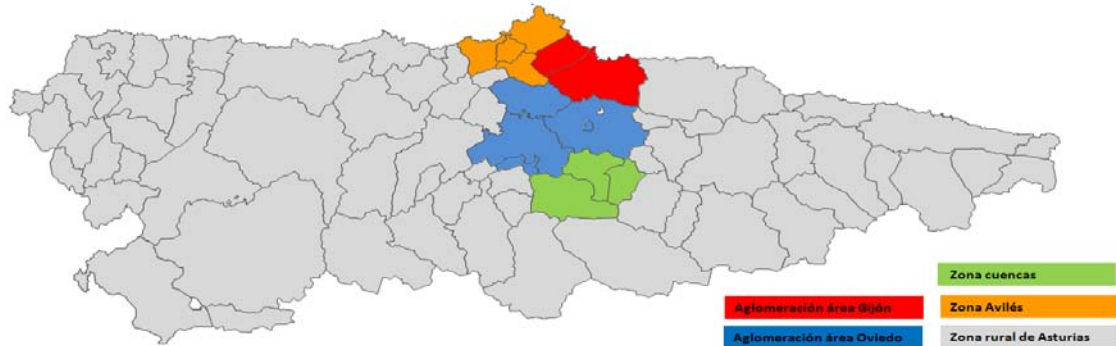 Zona cuencas
Aglomeración área Gijón
Zona Avilés
Aglomeración área Oviedo
Zona rural de Asturias